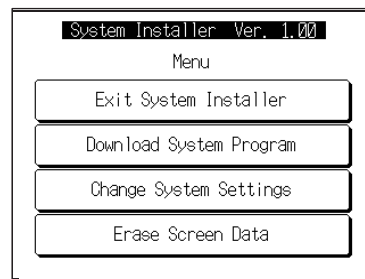 System Installer Ver. 1.00
Menu
Exit System Installer
Download System Program
Change System Settings
Erase Screen Data